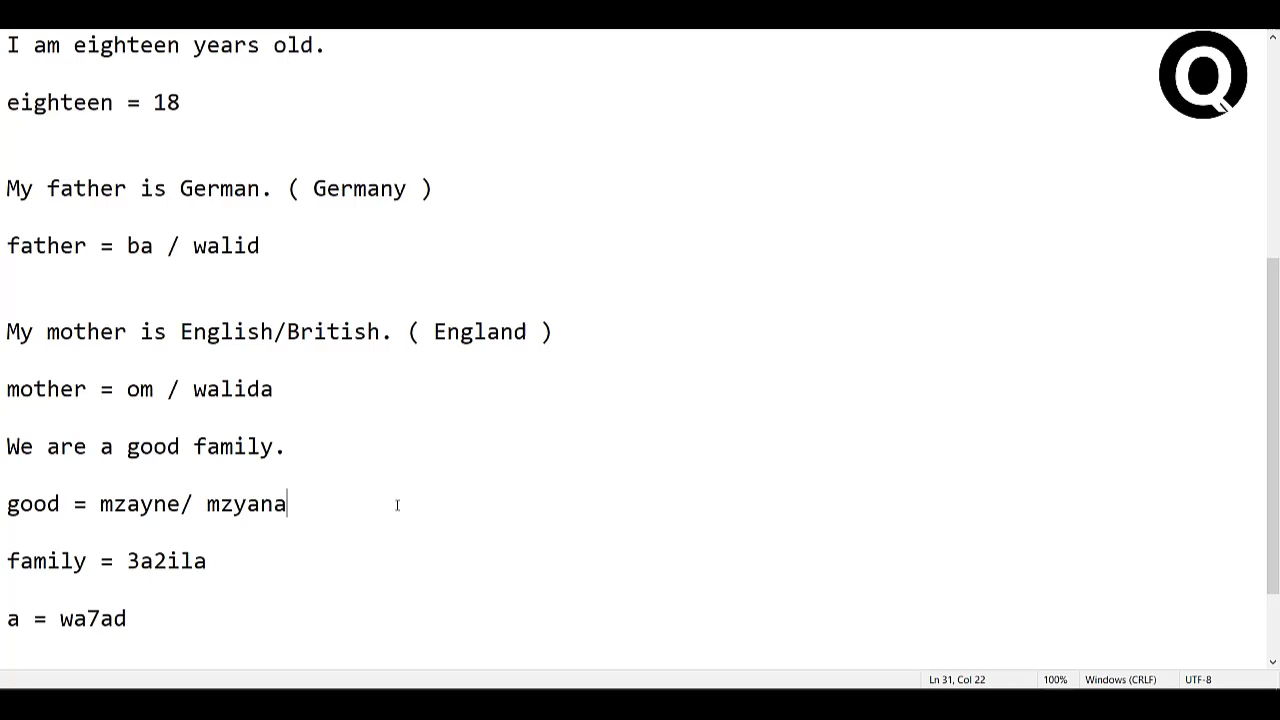 I am eighteen years old.
eighteen = 18
My father is German. ( Germany )
father = ba / walid
My mother is English/British. ( England )
mother = om / walida
We are a good family.
good = mzayne/ mzyana
family = 3a2ila
a = wa7ad
Ln 31, Col 22 100% Windows (CRLF) UTF-8